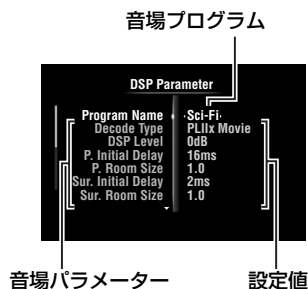 音場プログラム
DSP Parameter
Program Name ・Sci-Fi・
Decode Type PLIIx Movie
DSP Level 0dB
P. Initial Delay 16ms
P. Room Size 1.0
Sur. Initial Delay 2ms
Sur. Room Size 1.0
音場パラメーター 設定値